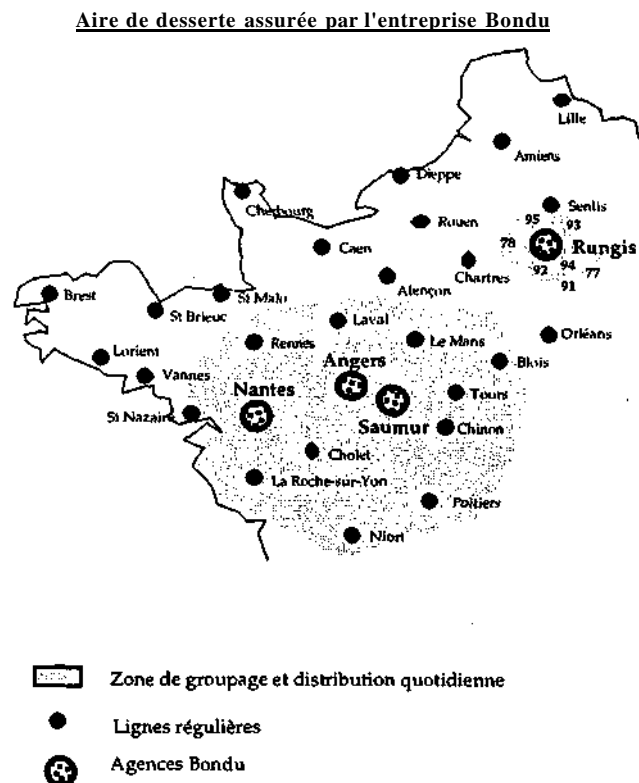 Aire de desserte assurée par l'entreprise Bondu
Lille
Amiens
Dieppe
Cherbourg
Rouen
Senlis
95 93
Caen
78
Rungis
Chartres
92 94 77
91
Alençon
Brest
St Malo
St Brieuc
Laval
Orléans
Rennes
Le Mans
Lorient
Angers
Blois
Vannes
Nantes
Tours
St Nazaire
Saumur
Chinon
Cholet
La Roche-sur-Yon
Poitiers
Niort
Zone de groupage et distribution quotidienne
Lignes régulières
Agences Bondu